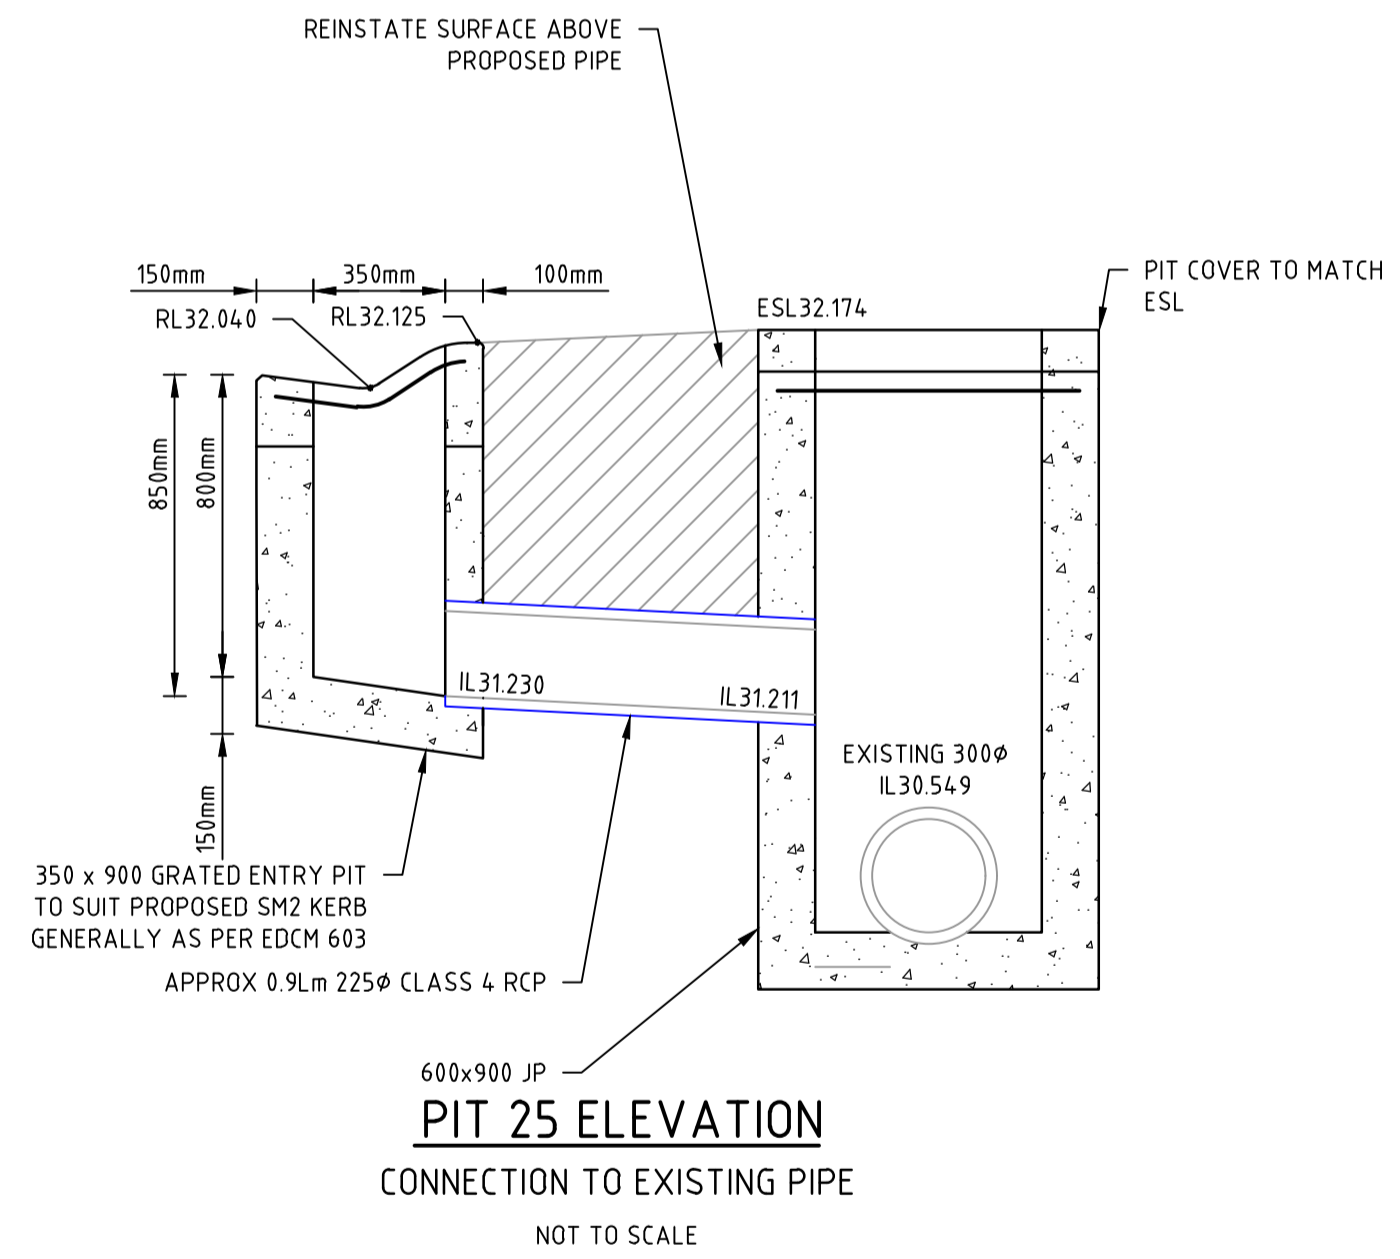 REINSTATE SURFACE ABOVE
PROPOSED PIPE
150mm
350mm
100mm
PIT COVER TO MATCH
ESL
RL32.040
RL32.125
ESL32.174
850mm
800mm
IL31.230
IL31.211
EXISTING 300ø
IL30.549
150mm
350 x 900 GRATED ENTRY PIT
TO SUIT PROPOSED SM2 KERB
GENERALLY AS PER EDCM 603
APPROX 0.9Lm 225ø CLASS 4 RCP
600x900 JP
PIT 25 ELEVATION
CONNECTION TO EXISTING PIPE
NOT TO SCALE